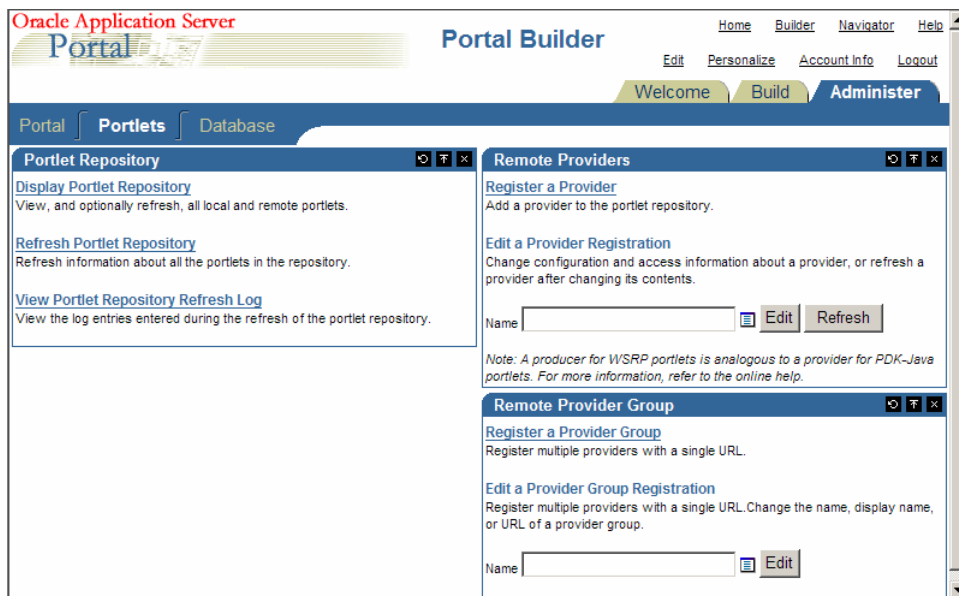 Oracle Application Server
Portal
Portal Builder
Home Builder Navigator Help
Edit Personalize Account Info Logout
Welcome Build Administer
Portal Portlets Database
Portlet Repository
Display Portlet Repository
View, and optionally refresh, all local and remote portlets.
Refresh Portlet Repository
Refresh information about all the portlets in the repository.
View Portlet Repository Refresh Log
View the log entries entered during the refresh of the portlet repository.
Remote Providers
Register a Provider
Add a provider to the portlet repository.
Edit a Provider Registration
Change configuration and access information about a provider, or refresh a
provider after changing its contents.
Name Edit Refresh
Note: A producer for WSRP portlets is analogous to a provider for PDK-Java
portlets. For more information, refer to the online help.
Remote Provider Group
Register a Provider Group
Register multiple providers with a single URL.
Edit a Provider Group Registration
Register multiple providers with a single URL.Change the name, display name,
or URL of a provider group.
Name Edit